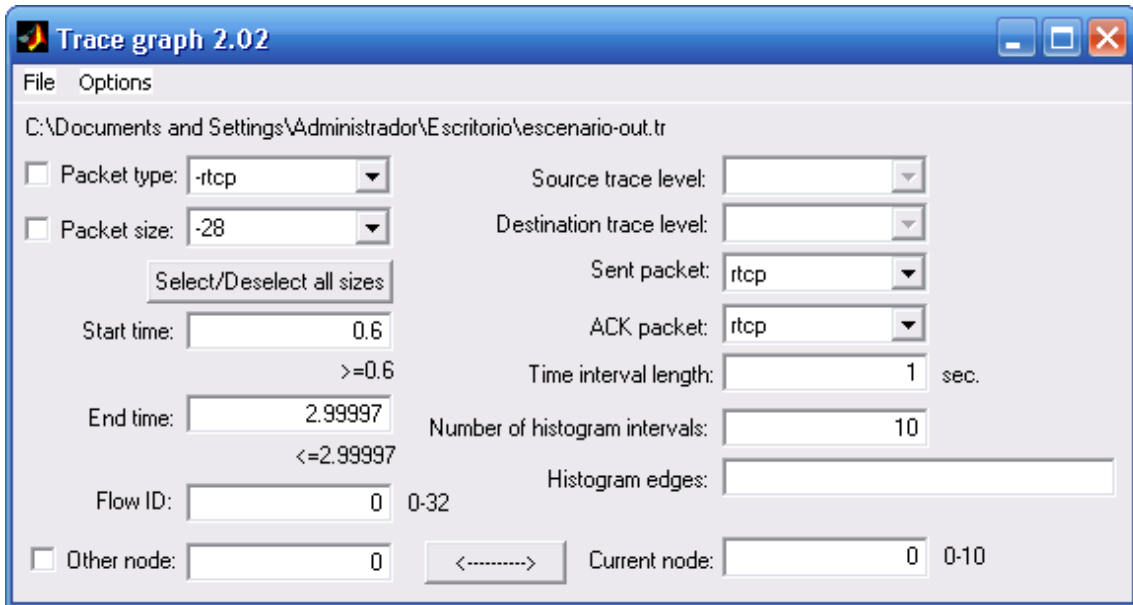 Trace graph 2.02
File Options
C:\Documents and Settings\Administrador\Escritorio\escenario-out.tr
Packet type: -rtcp Source trace level:
Packet size: -28 Destination trace level:
Select/Deselect all sizes Sent packet: rtcp
Start time: 0.6 ACK packet: rtcp
>=0.6 Time interval length: 1 sec.
End time: 2.99997 Number of histogram intervals: 10
<=2.99997
Histogram edges:
Flow ID: 0 0-32
Other node: 0 <----------> Current node: 0 0-10